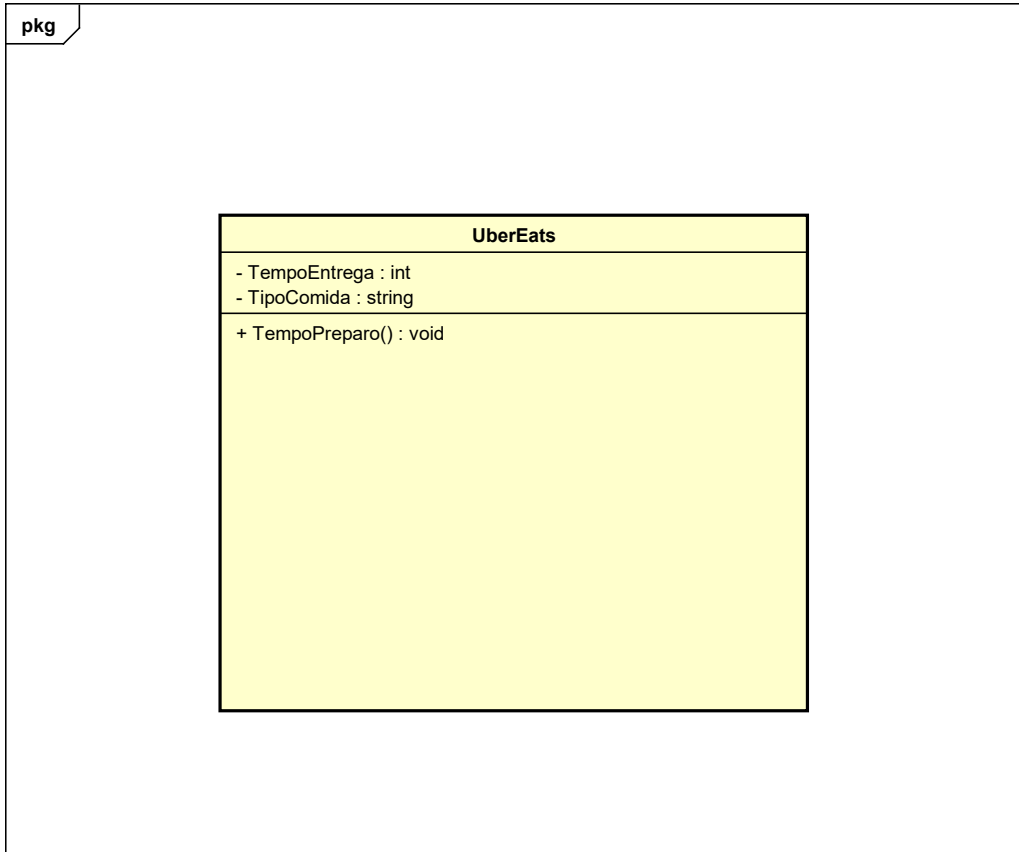 pkg
UberEats
- TempoEntrega : int
- TipoComida : string
+ TempoPreparo() : void